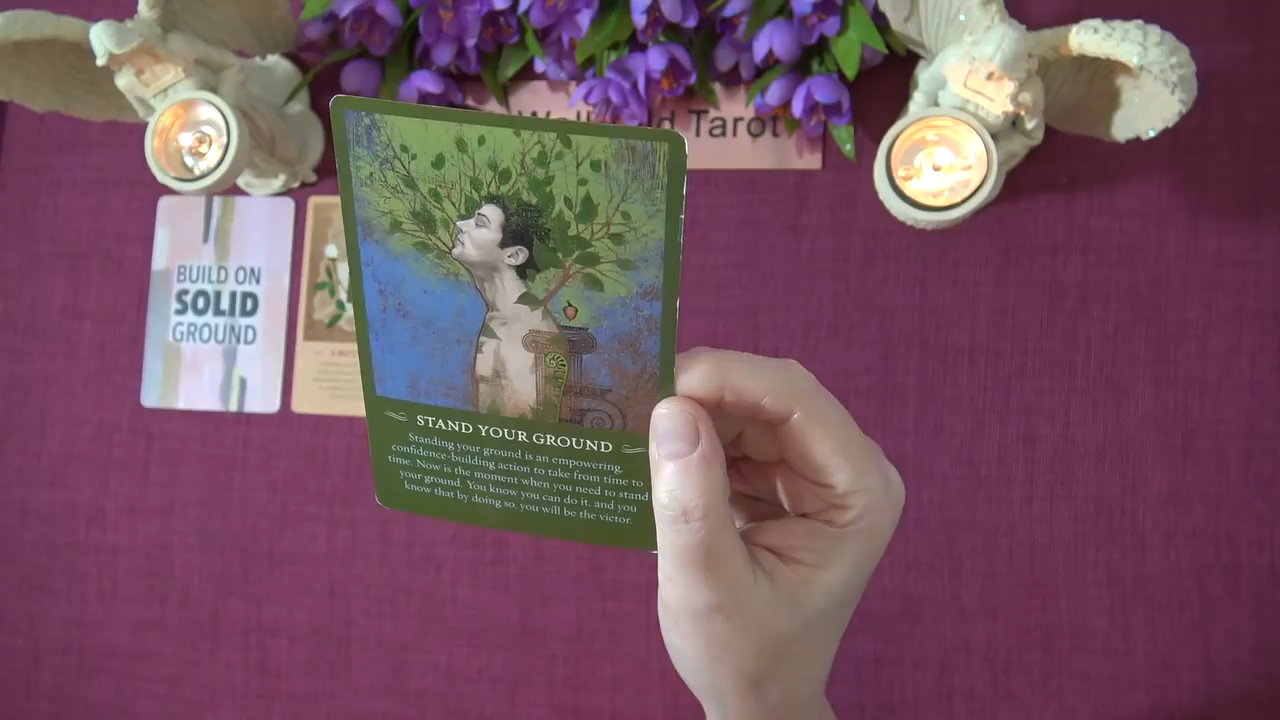 Tarot
BUILD ON
SOLID
GROUND
STAND YOUR GROUND
Standing your ground is an empowering,
confidence-building action to take from time to
time. Now is the moment when you need to stand
your ground. You know you can do it, and you
know that by doing so, you will be the victor.